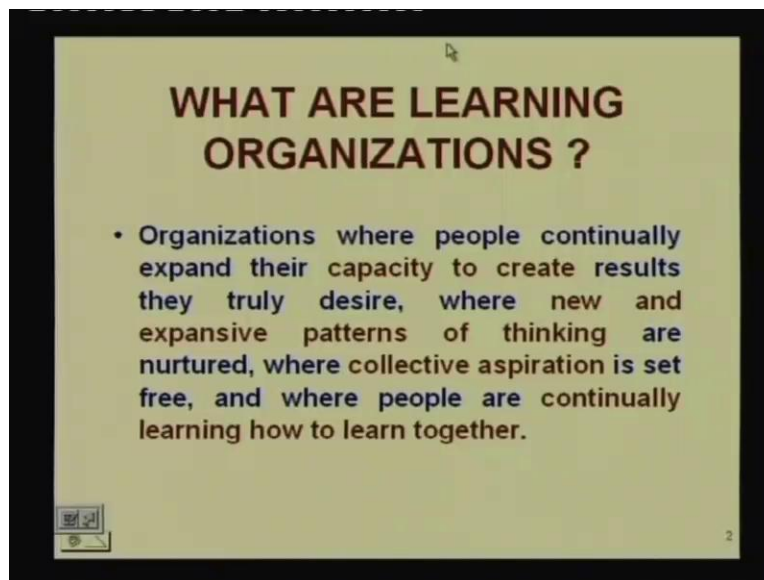 WHAT ARE LEARNING
ORGANIZATIONS ?
• Organizations where people continually
expand their capacity to create results
they truly desire, where new and
expansive patterns of thinking are
nurtured, where collective aspiration is set
free, and where people are continually
learning how to learn together.
2